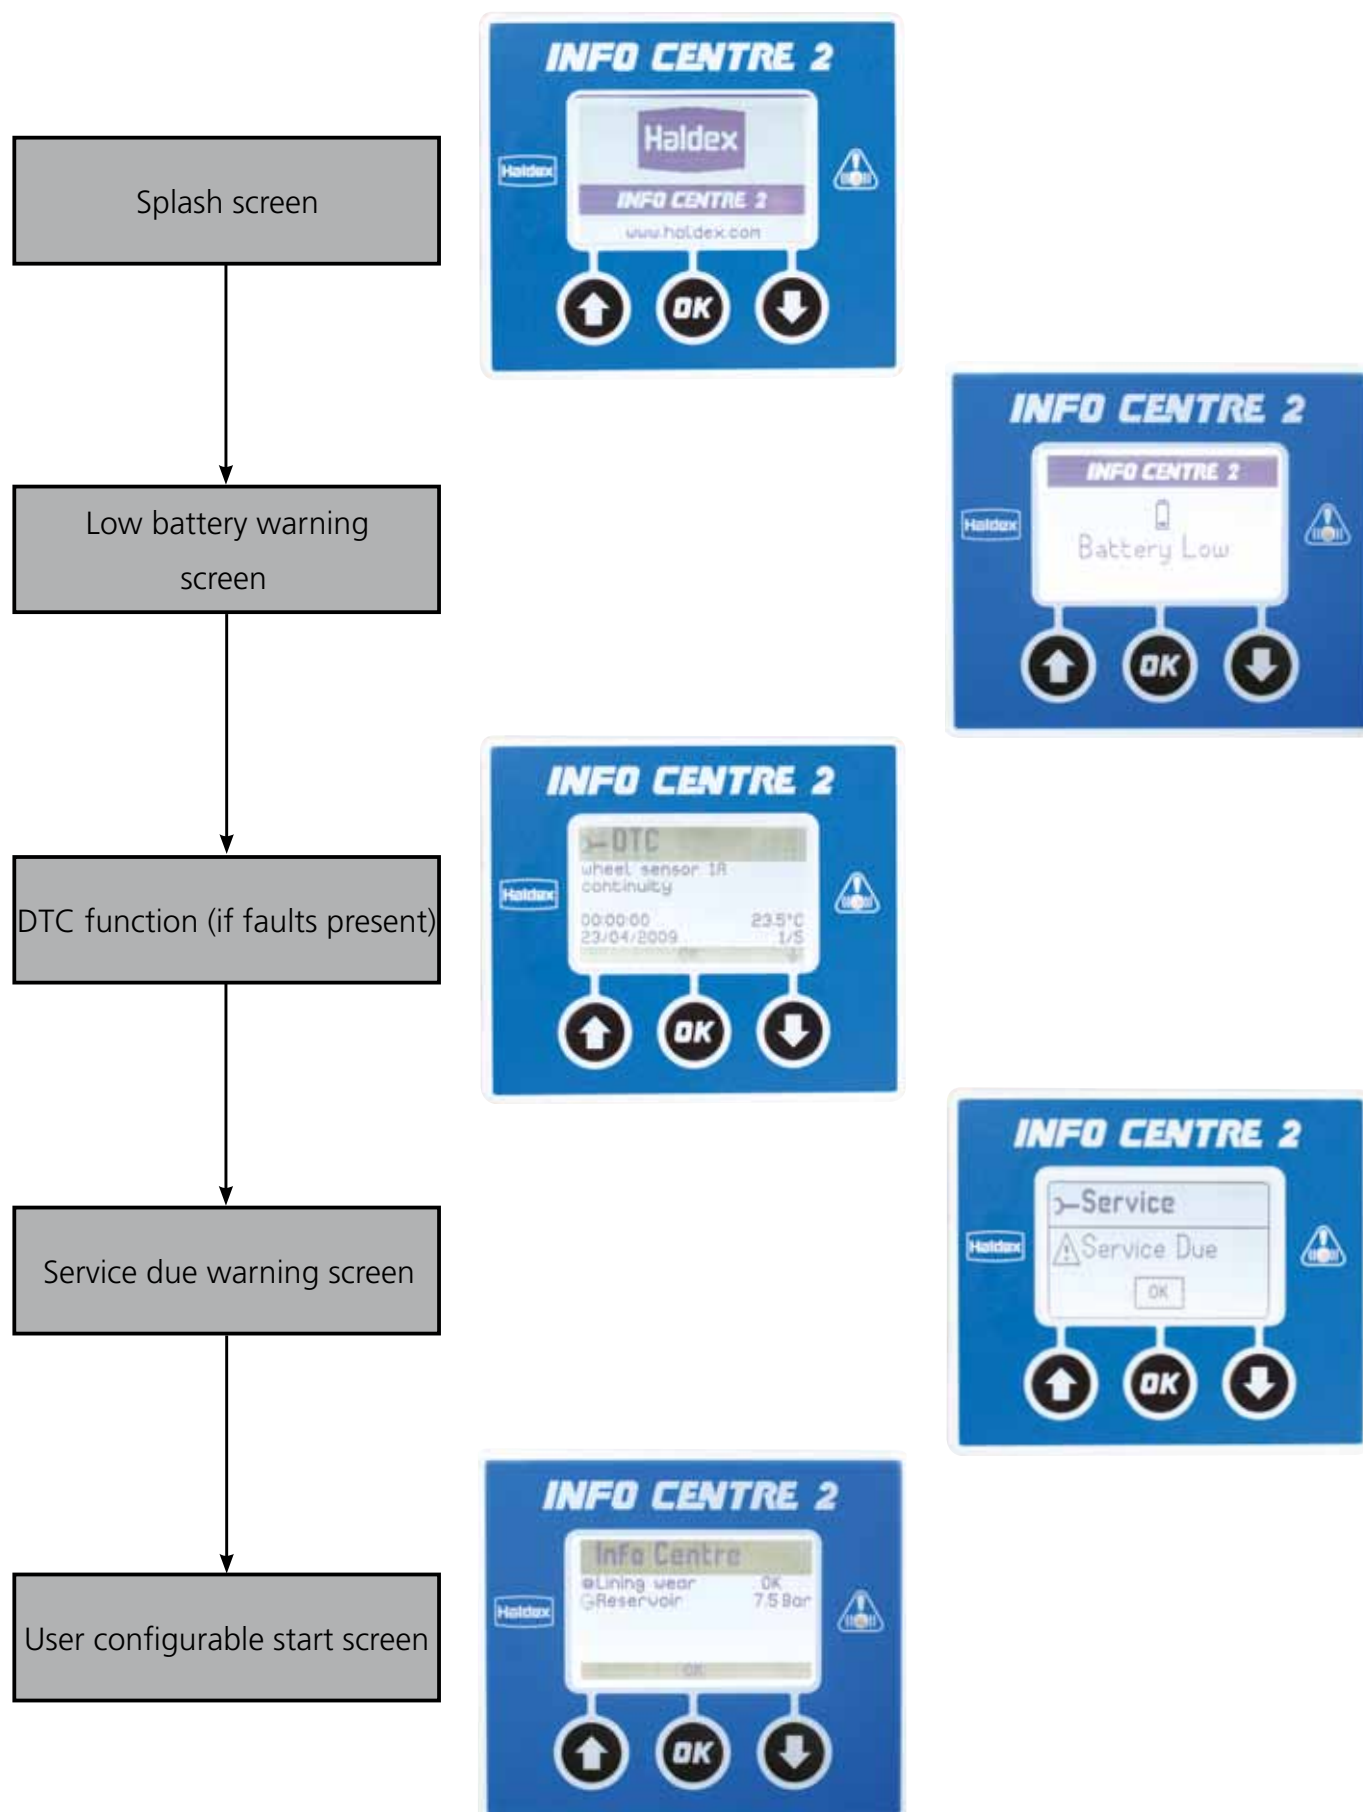 INFO CENTRE 2
Haldex
Haldex
INFO CENTRE 2
www.haldex.com
OK
Splash screen
INFO CENTRE 2
INFO CENTRE 2
Haldex
Battery Low
OK
Low battery warning
screen
INFO CENTRE 2
DTC
wheel sensor 1A
continuity
Haldex
00:00:00 23.5°C
23/04/2009 1/5
OK
OK
DTC function (if faults present)
INFO CENTRE 2
Service
Haldex
Service Due
OK
OK
Service due warning screen
INFO CENTRE 2
Info Centre
Lining wear OK
Reservoir 7.5 Bar
Haldex
OK
OK
User configurable start screen